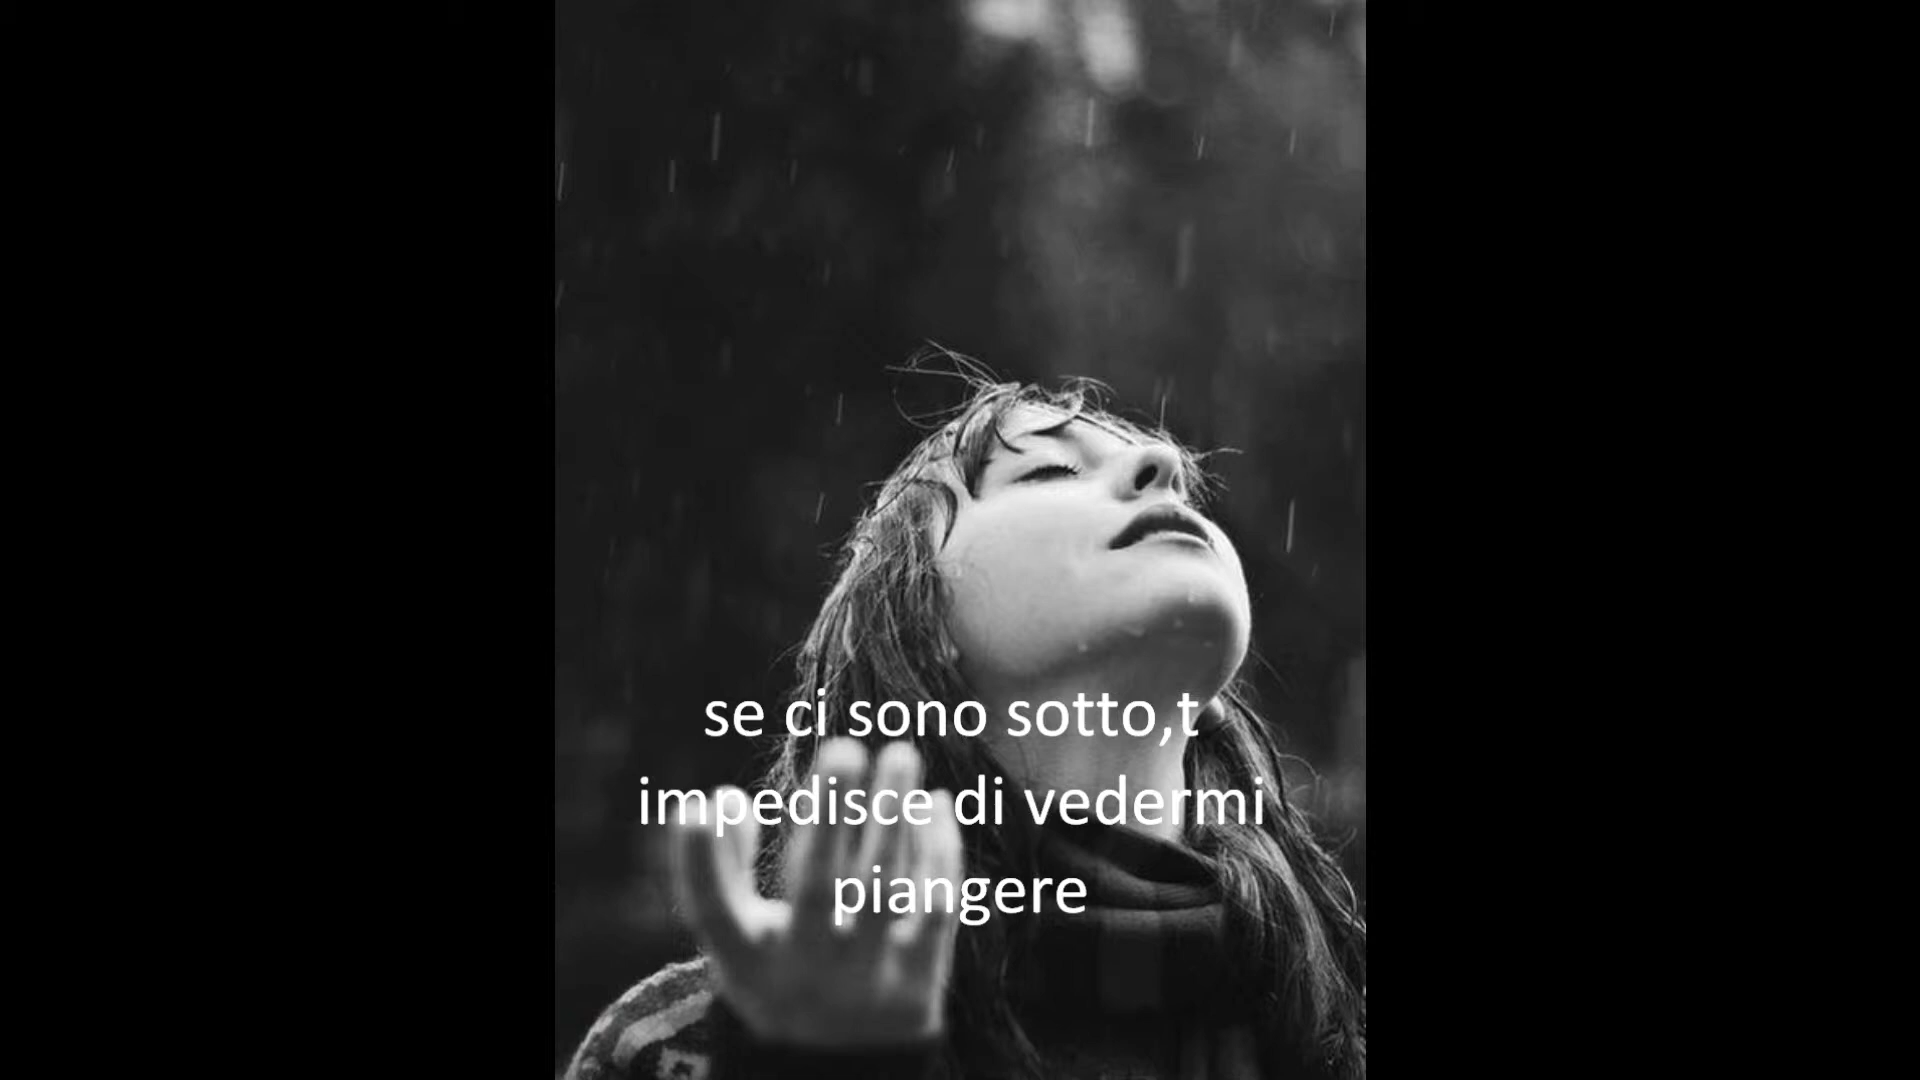 se ci sono sotto,t
impedisce di vedermi
piangere